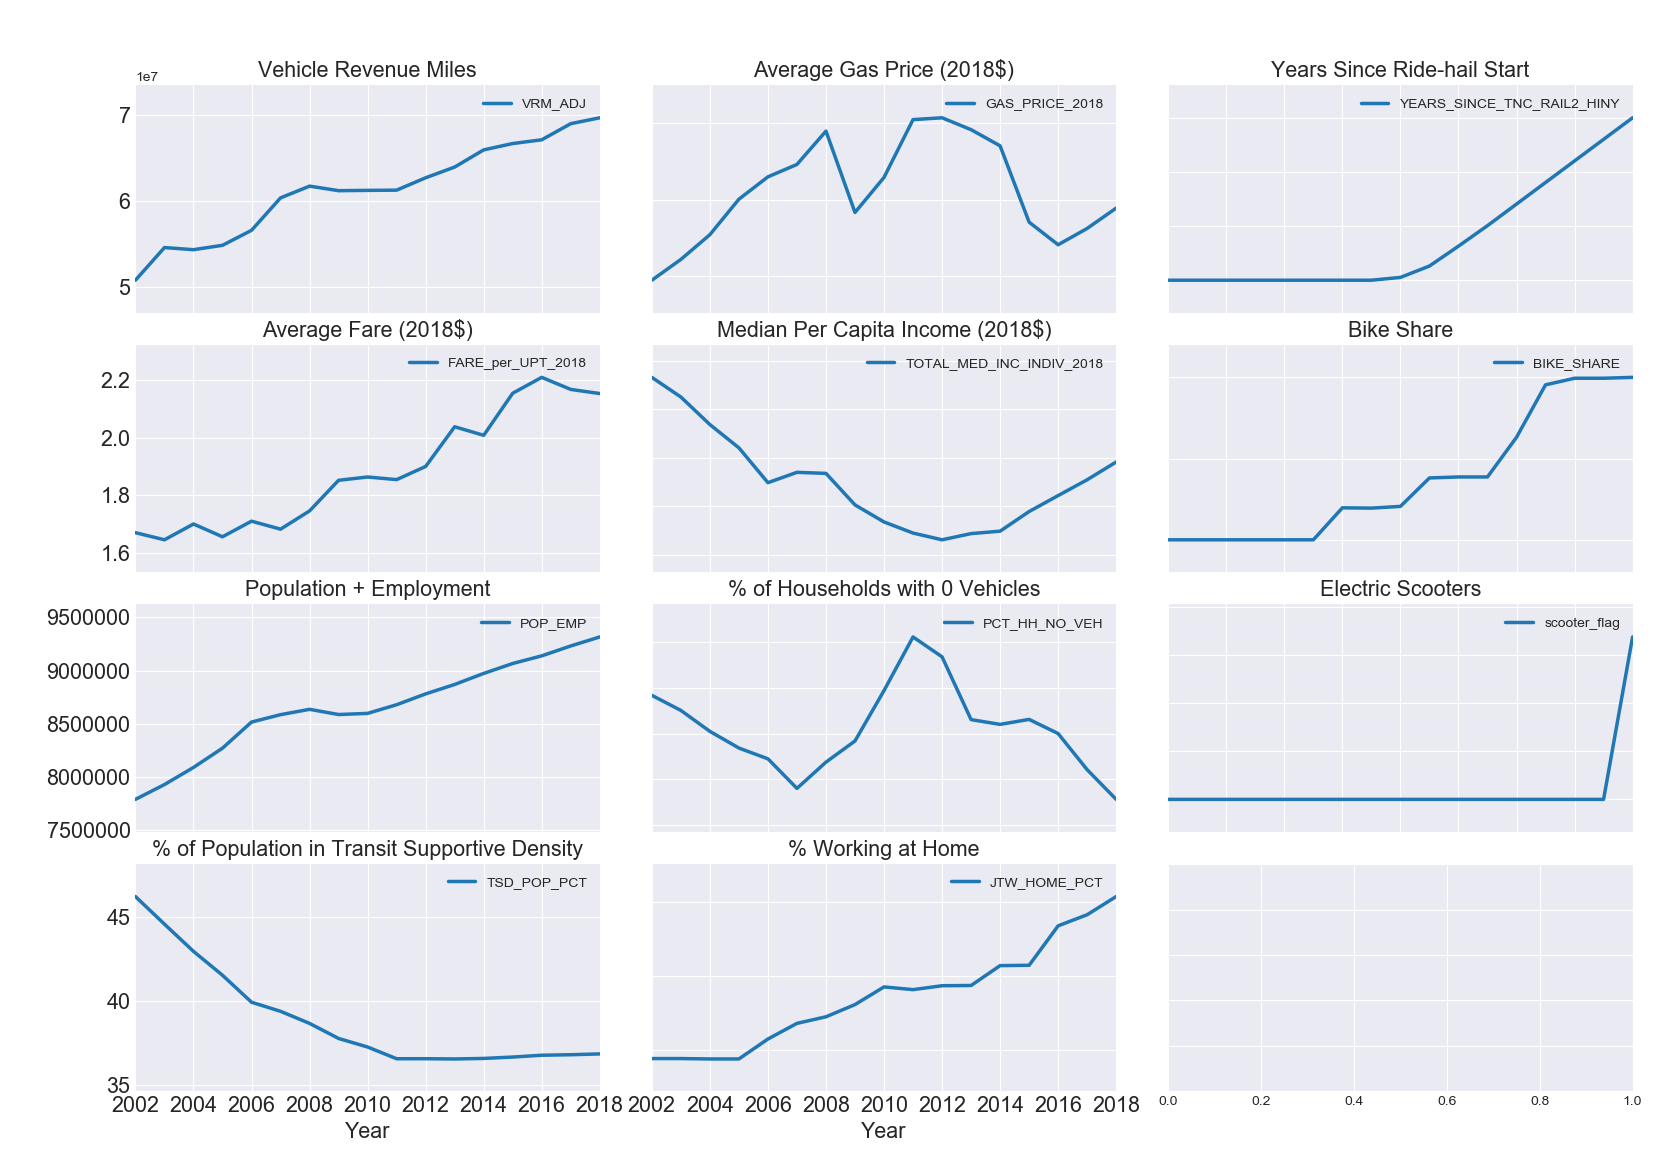 Vehicle Revenue Miles
1e7
VRM_ADJ
7
6
5
Average Gas Price (2018$)
GAS_PRICE_2018
Years Since Ride-hail Start
YEARS_SINCE_TNC_RAIL2_HINY
Average Fare (2018$)
FARE_per_UPT_2018
2.2
2.0
1.8
1.6
Median Per Capita Income (2018$)
TOTAL_MED_INC_INDIV_2018
Bike Share
BIKE_SHARE
Population + Employment
POP_EMP
9500000
9000000
8500000
8000000
7500000
% of Households with 0 Vehicles
PCT_HH_NO_VEH
Electric Scooters
scooter_flag
% of Population in Transit Supportive Density
TSD_POP_PCT
45
40
35
2002 2004 2006 2008 2010 2012 2014 2016 2018
Year
% Working at Home
JTW_HOME_PCT
2002 2004 2006 2008 2010 2012 2014 2016 2018
Year
0.0 0.2 0.4 0.6 0.8 1.0